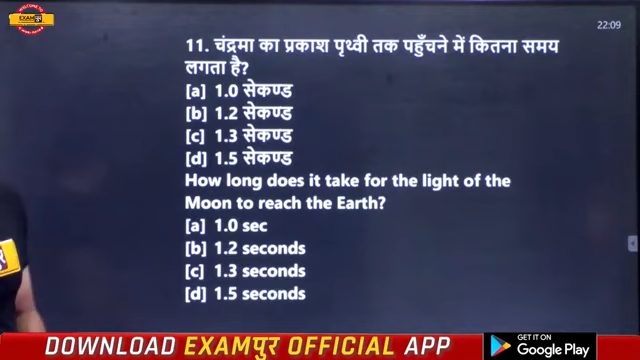 WELCOME TO
EXAMपुर
22:09
11. चंद्रमा का प्रकाश पृथ्वी तक पहुँचने में कितना समय
लगता है?
[a] 1.0 सेकण्ड
[b] 1.2 सेकण्ड
[c] 1.3 सेकण्ड
[d] 1.5 सेकण्ड
How long does it take for the light of the
Moon to reach the Earth?
[a] 1.0 sec
[b] 1.2 seconds
[c] 1.3 seconds
[d] 1.5 seconds
DOWNLOAD EXAMपुर OFFICIAL APP
GET IT ON
Google Play